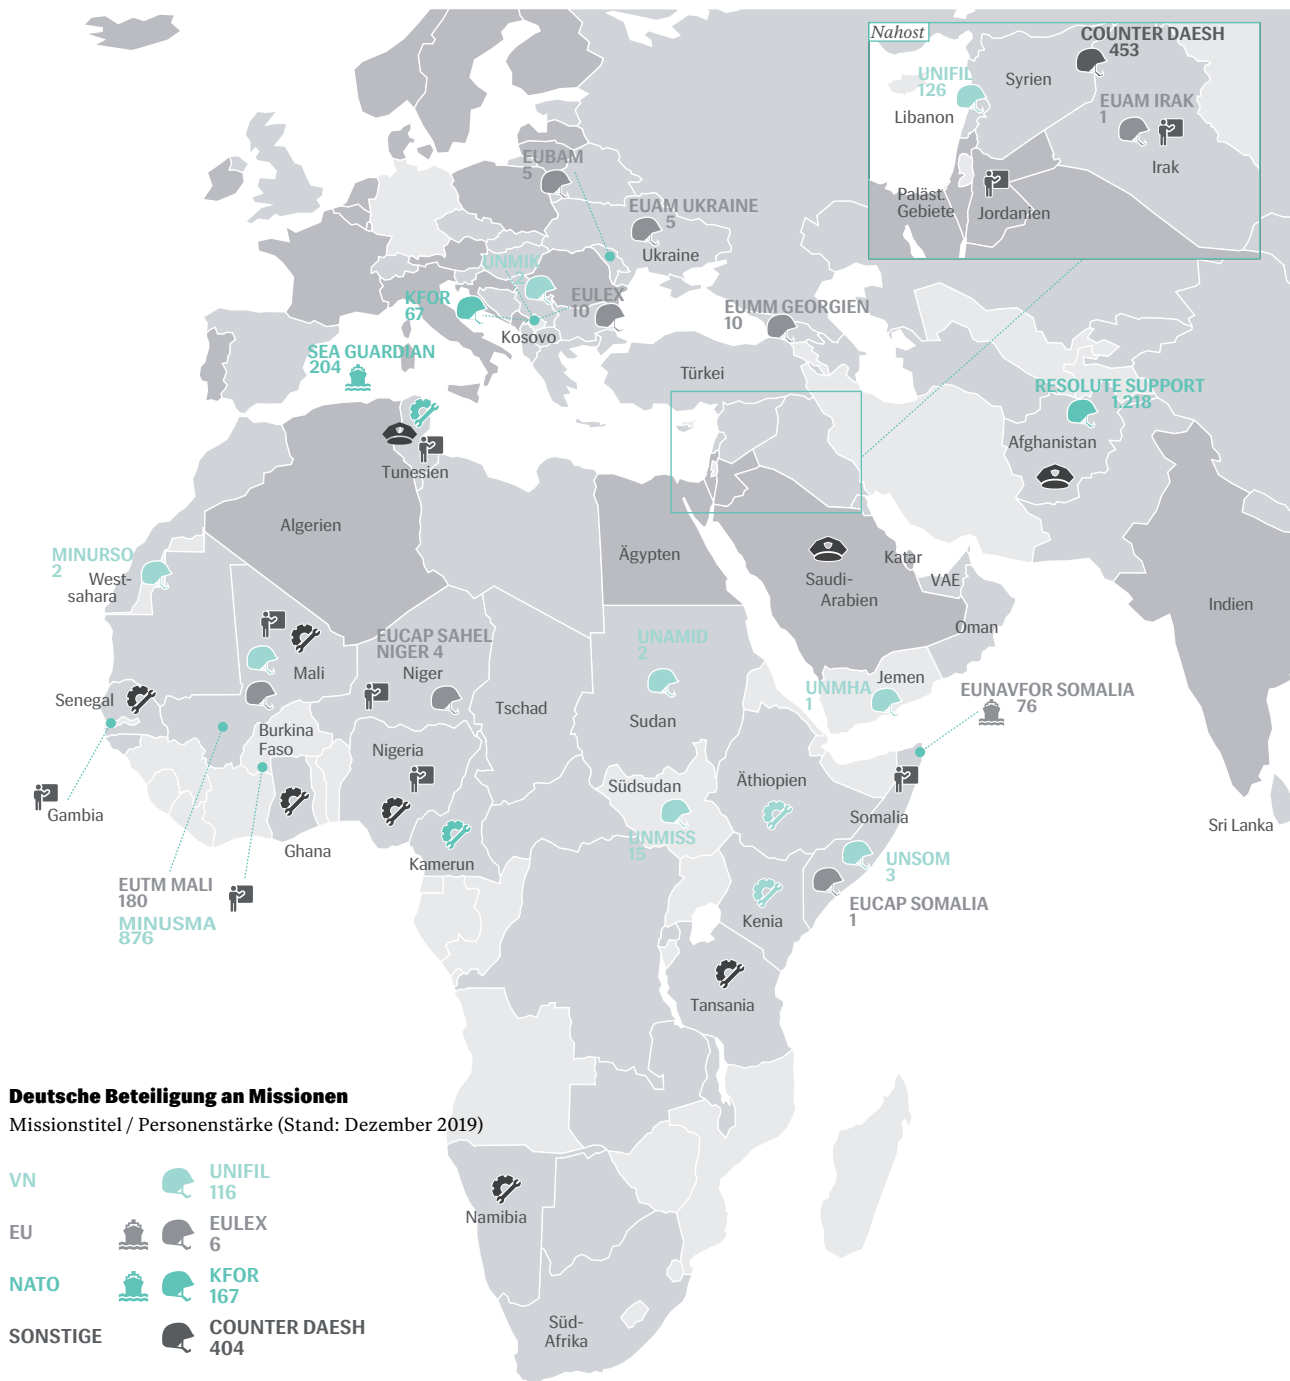 Nahost
COUNTER DAESH
453
UNIFIL
126
Syrien
Libanon
EUAM IRAK
1
Irak
Paläst.
Gebiete
Jordanien
EUBAM
5
EUAM UKRAINE
5
Ukraine
UNMIK
2
KFOR
67
EULEX
10
Kosovo
EUMM GEORGIEN
10
SEA GUARDIAN
204
Türkei
RESOLUTE SUPPORT
1.218
Afghanistan
Tunesien
Algerien
Ägypten
Katar
Saudi-
Arabien
VAE
Oman
Indien
MINURSO
2
West-
sahara
EUCAP SAHEL
NIGER 4
Niger
UNAMID
2
Mali
Senegal
Tschad
Sudan
Jemen
UNMHA
1
EUNAVFOR SOMALIA
76
Burkina
Faso
Nigeria
Südsudan
Äthiopien
Gambia
Somalia
Sri Lanka
Ghana
Kamerun
UNMISS
15
UNSOM
3
EUTM MALI
180
MINUSMA
876
EUCAP SOMALIA
1
Kenia
Tansania
Deutsche Beteiligung an Missionen
Missionstitel / Personenstärke (Stand: Dezember 2019)
VN
UNIFIL
116
EU
EULEX
6
NATO
KFOR
167
SONSTIGE
COUNTER DAESH
404
Namibia
Süd-
Afrika